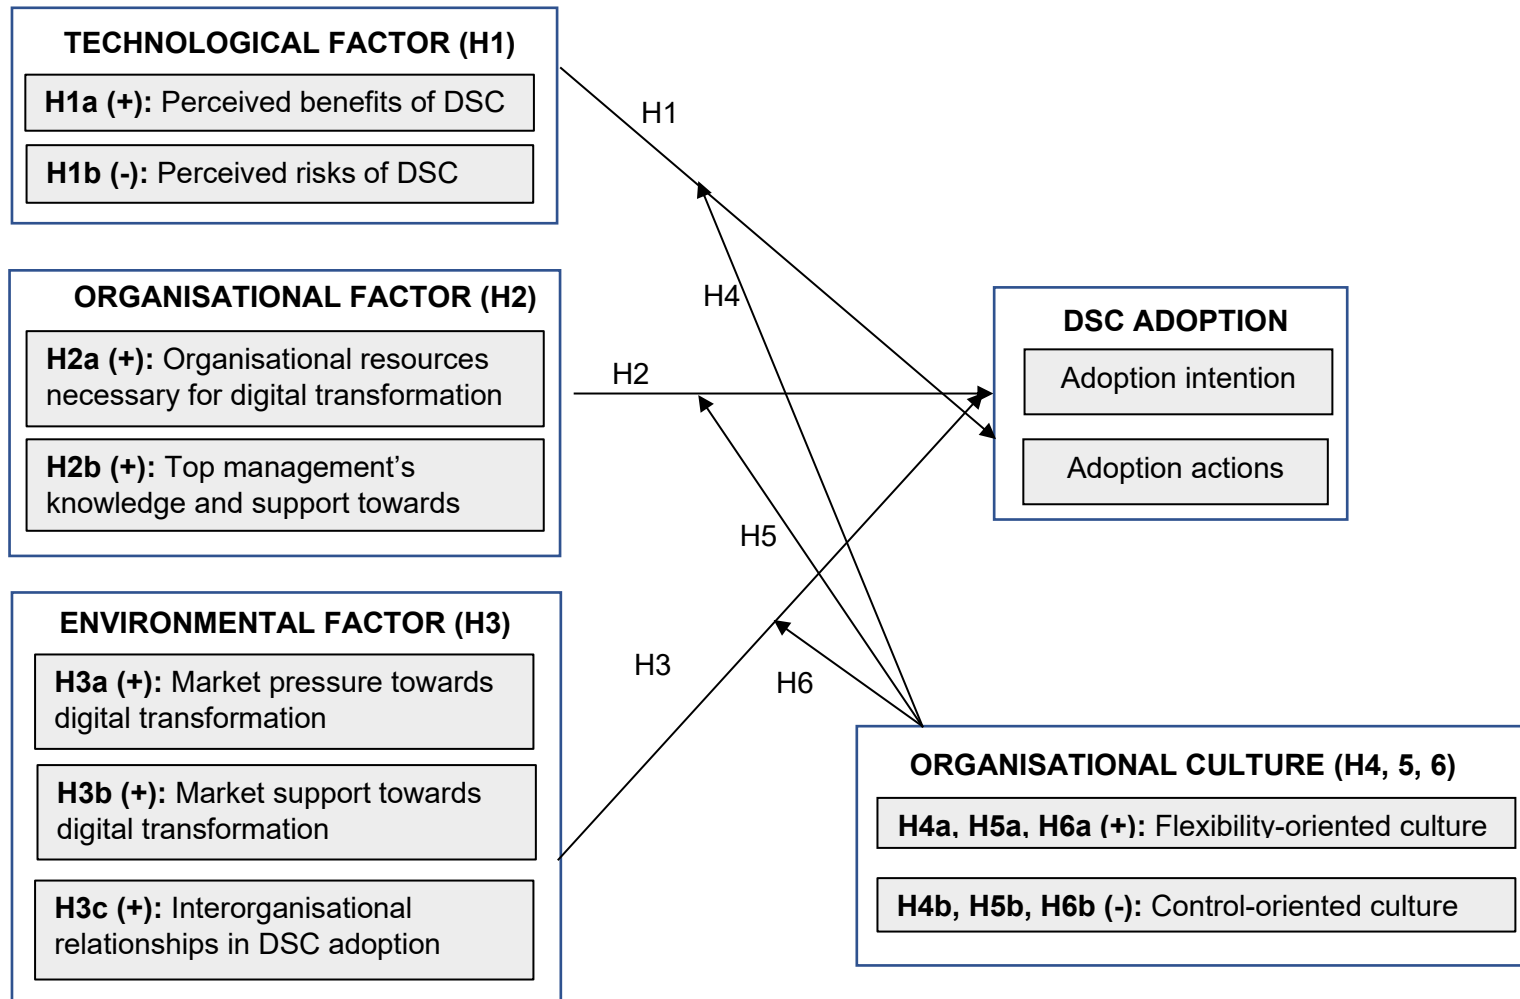 TECHNOLOGICAL FACTOR (H1)
H1a (+): Perceived benefits of DSC
H1b (-): Perceived risks of DSC
H1
ORGANISATIONAL FACTOR (H2)
H2a (+): Organisational resources
necessary for digital transformation
H2b (+): Top management’s
knowledge and support towards
H2
H4
H5
DSC ADOPTION
Adoption intention
Adoption actions
ENVIRONMENTAL FACTOR (H3)
H3a (+): Market pressure towards
digital transformation
H3b (+): Market support towards
digital transformation
H3c (+): Interorganisational
relationships in DSC adoption
H3
H6
ORGANISATIONAL CULTURE (H4, 5, 6)
H4a, H5a, H6a (+): Flexibility-oriented culture
H4b, H5b, H6b (-): Control-oriented culture